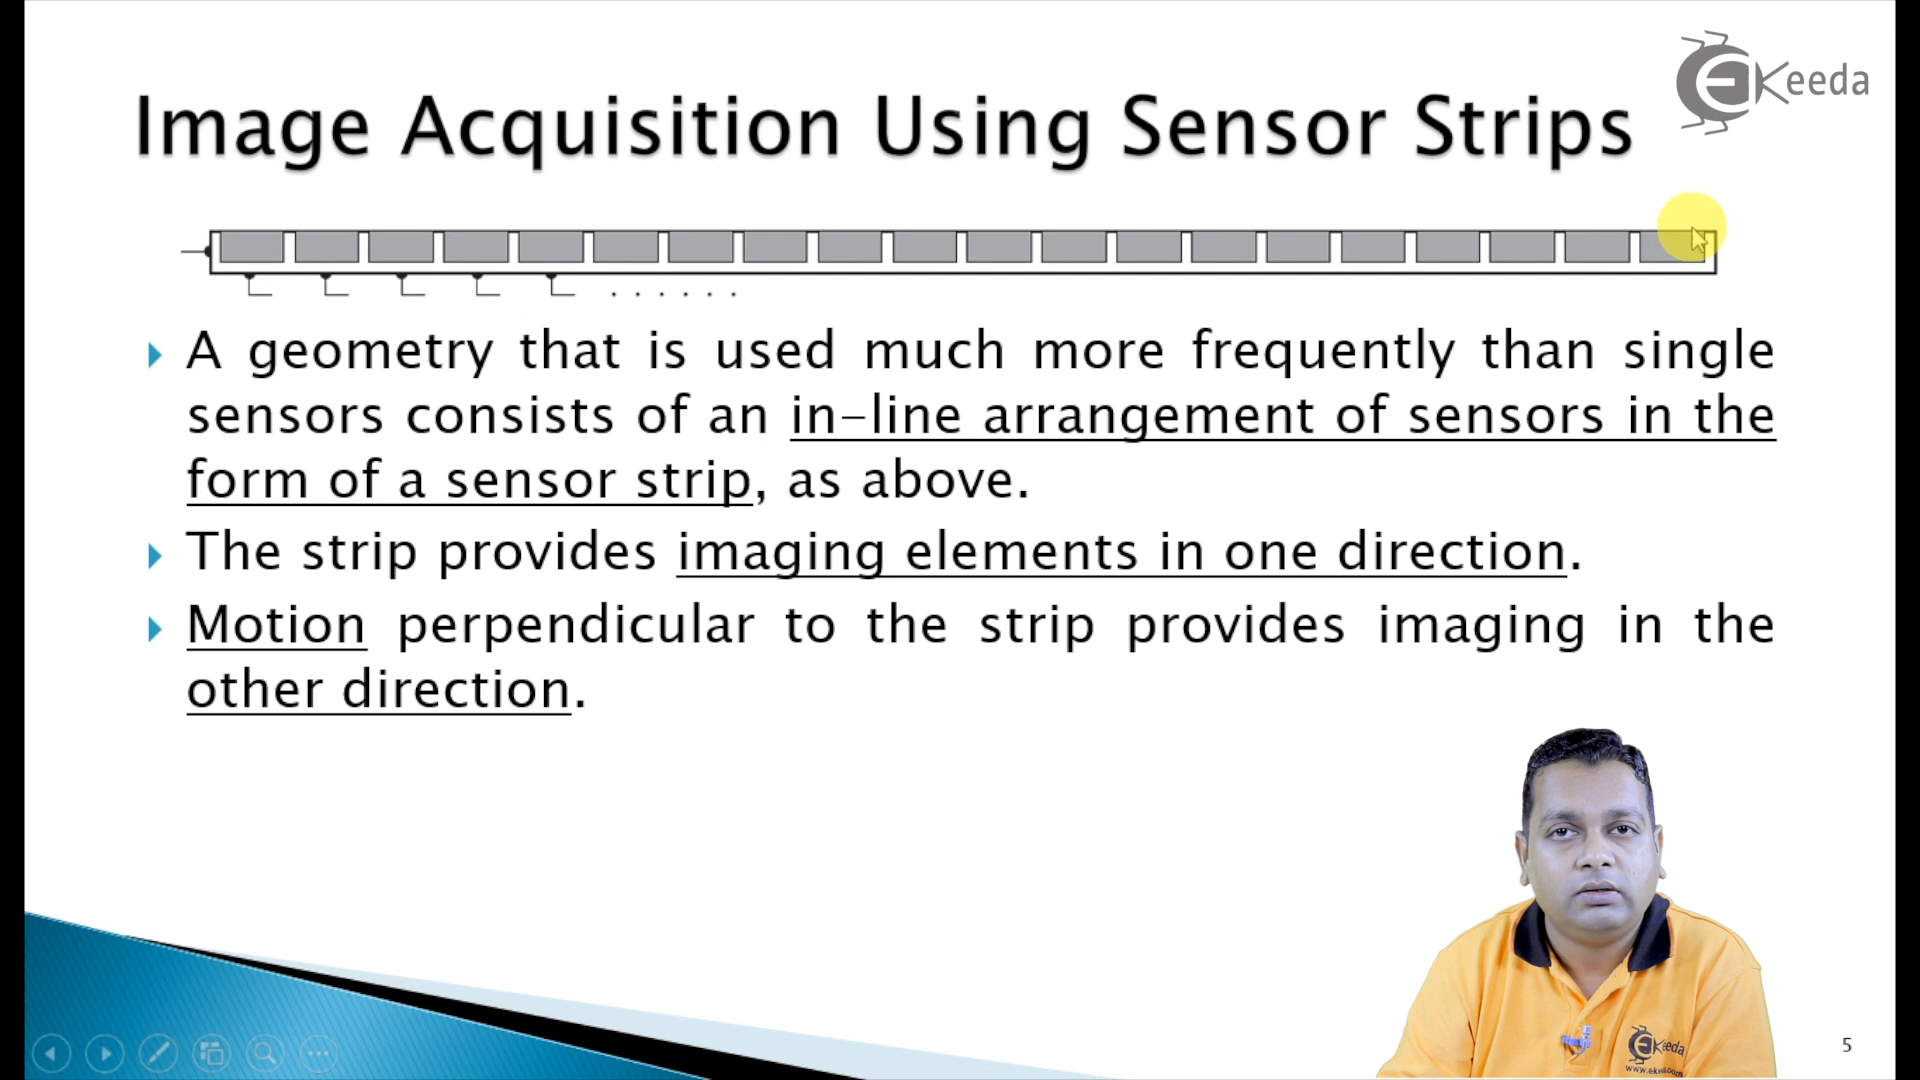 Keeda
Image Acquisition Using Sensor Strips
A geometry that is used much more frequently than single
sensors consists of an in-line arrangement of sensors in the
form of a sensor strip, as above.
The strip provides imaging elements in one direction.
Motion perpendicular to the strip provides imaging in the
other direction.
Keeda
5